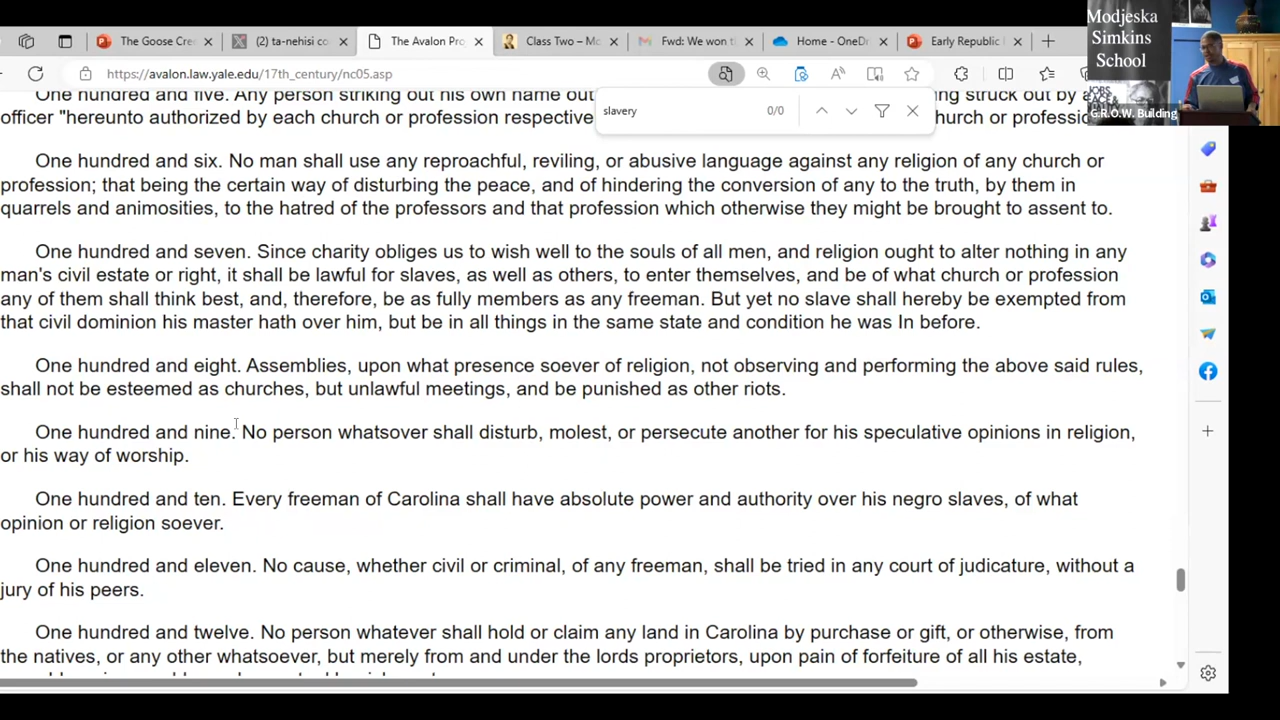 Modjeska
Simkins
School
G.R.O.W. Building
The Goose Cre
(2) ta-nehisi co
The Avalon Pro
Class Two – Mo
Fwd: We won t
Home - OneDr
Early Republic
https://avalon.law.yale.edu/17th_century/nc05.asp
slavery
0/0
One hundred and five. Any person striking out his own name out
ng struck out by a
officer "hereunto authorized by each church or profession respective
hurch or profess
One hundred and six. No man shall use any reproachful, reviling, or abusive language against any religion of any church or
profession; that being the certain way of disturbing the peace, and of hindering the conversion of any to the truth, by them in
quarrels and animosities, to the hatred of the professors and that profession which otherwise they might be brought to assent to.
One hundred and seven. Since charity obliges us to wish well to the souls of all men, and religion ought to alter nothing in any
man's civil estate or right, it shall be lawful for slaves, as well as others, to enter themselves, and be of what church or profession
any of them shall think best, and, therefore, be as fully members as any freeman. But yet no slave shall hereby be exempted from
that civil dominion his master hath over him, but be in all things in the same state and condition he was In before.
One hundred and eight. Assemblies, upon what presence soever of religion, not observing and performing the above said rules,
shall not be esteemed as churches, but unlawful meetings, and be punished as other riots.
One hundred and nine. No person whatsover shall disturb, molest, or persecute another for his speculative opinions in religion,
or his way of worship.
One hundred and ten. Every freeman of Carolina shall have absolute power and authority over his negro slaves, of what
opinion or religion soever.
One hundred and eleven. No cause, whether civil or criminal, of any freeman, shall be tried in any court of judicature, without a
jury of his peers.
One hundred and twelve. No person whatever shall hold or claim any land in Carolina by purchase or gift, or otherwise, from
the natives, or any other whatsoever, but merely from and under the lords proprietors, upon pain of forfeiture of all his estate,